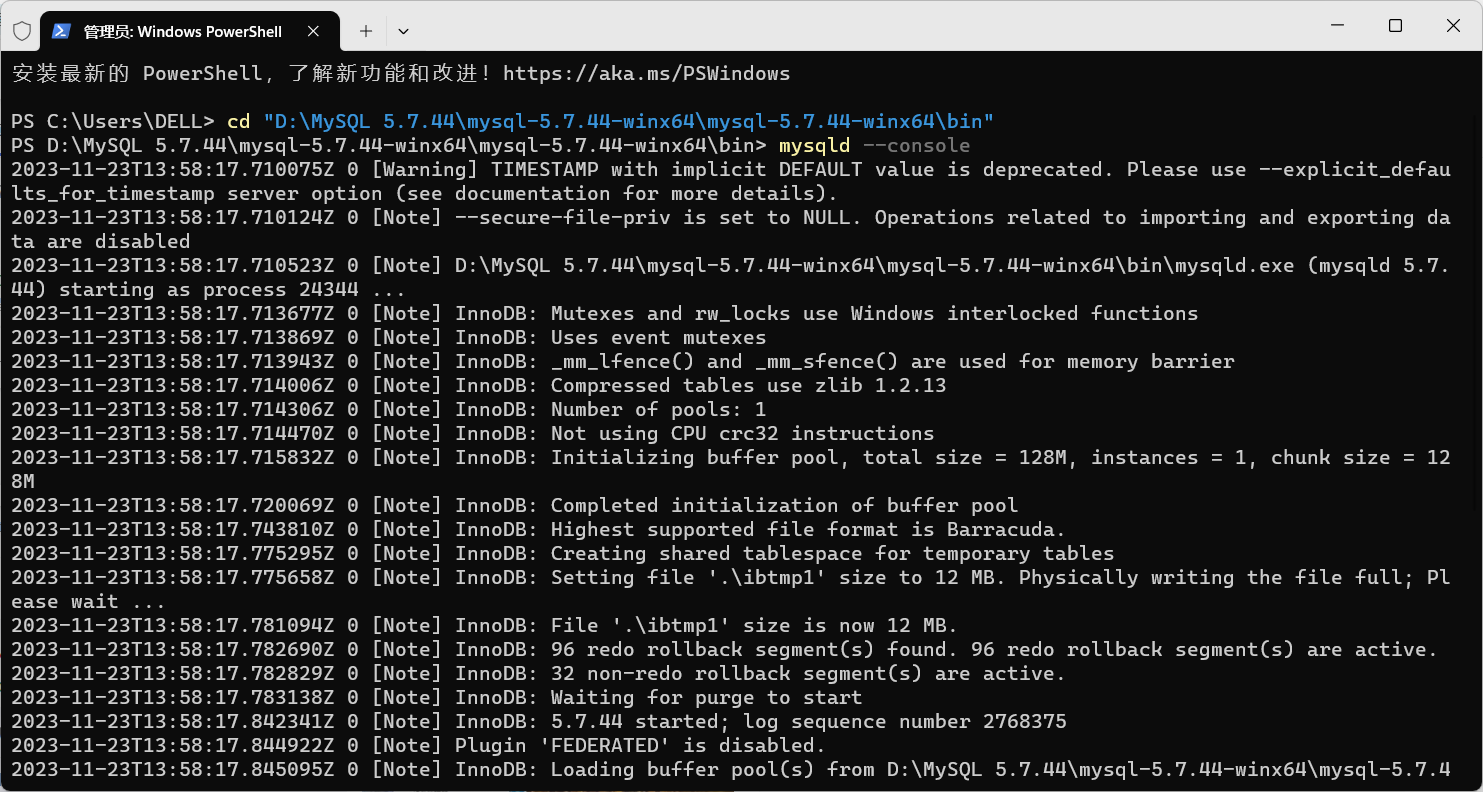 管理员: Windows PowerShell
安装最新的 PowerShell，了解新功能和改进！https://aka.ms/PSWindows
PS C:\Users\DELL> cd "D:\MySQL 5.7.44\mysql-5.7.44-winx64\mysql-5.7.44-winx64\bin"
PS D:\MySQL 5.7.44\mysql-5.7.44-winx64\mysql-5.7.44-winx64\bin> mysqld --console
2023-11-23T13:58:17.710075Z 0 [Warning] TIMESTAMP with implicit DEFAULT value is deprecated. Please use --explicit_defau
lts_for_timestamp server option (see documentation for more details).
2023-11-23T13:58:17.710124Z 0 [Note] --secure-file-priv is set to NULL. Operations related to importing and exporting da
ta are disabled
2023-11-23T13:58:17.710523Z 0 [Note] D:\MySQL 5.7.44\mysql-5.7.44-winx64\mysql-5.7.44-winx64\bin\mysqld.exe (mysqld 5.7.
44) starting as process 24344 ...
2023-11-23T13:58:17.713677Z 0 [Note] InnoDB: Mutexes and rw_locks use Windows interlocked functions
2023-11-23T13:58:17.713869Z 0 [Note] InnoDB: Uses event mutexes
2023-11-23T13:58:17.713943Z 0 [Note] InnoDB: _mm_lfence() and _mm_sfence() are used for memory barrier
2023-11-23T13:58:17.714006Z 0 [Note] InnoDB: Compressed tables use zlib 1.2.13
2023-11-23T13:58:17.714306Z 0 [Note] InnoDB: Number of pools: 1
2023-11-23T13:58:17.714470Z 0 [Note] InnoDB: Not using CPU crc32 instructions
2023-11-23T13:58:17.715832Z 0 [Note] InnoDB: Initializing buffer pool, total size = 128M, instances = 1, chunk size = 12
8M
2023-11-23T13:58:17.720069Z 0 [Note] InnoDB: Completed initialization of buffer pool
2023-11-23T13:58:17.743810Z 0 [Note] InnoDB: Highest supported file format is Barracuda.
2023-11-23T13:58:17.775295Z 0 [Note] InnoDB: Creating shared tablespace for temporary tables
2023-11-23T13:58:17.775658Z 0 [Note] InnoDB: Setting file '.\ibtmp1' size to 12 MB. Physically writing the file full; Pl
ease wait ...
2023-11-23T13:58:17.781094Z 0 [Note] InnoDB: File '.\ibtmp1' size is now 12 MB.
2023-11-23T13:58:17.782690Z 0 [Note] InnoDB: 96 redo rollback segment(s) found. 96 redo rollback segment(s) are active.
2023-11-23T13:58:17.782829Z 0 [Note] InnoDB: 32 non-redo rollback segment(s) are active.
2023-11-23T13:58:17.783138Z 0 [Note] InnoDB: Waiting for purge to start
2023-11-23T13:58:17.842341Z 0 [Note] InnoDB: 5.7.44 started; log sequence number 2768375
2023-11-23T13:58:17.844922Z 0 [Note] Plugin 'FEDERATED' is disabled.
2023-11-23T13:58:17.845095Z 0 [Note] InnoDB: Loading buffer pool(s) from D:\MySQL 5.7.44\mysql-5.7.44-winx64\mysql-5.7.4